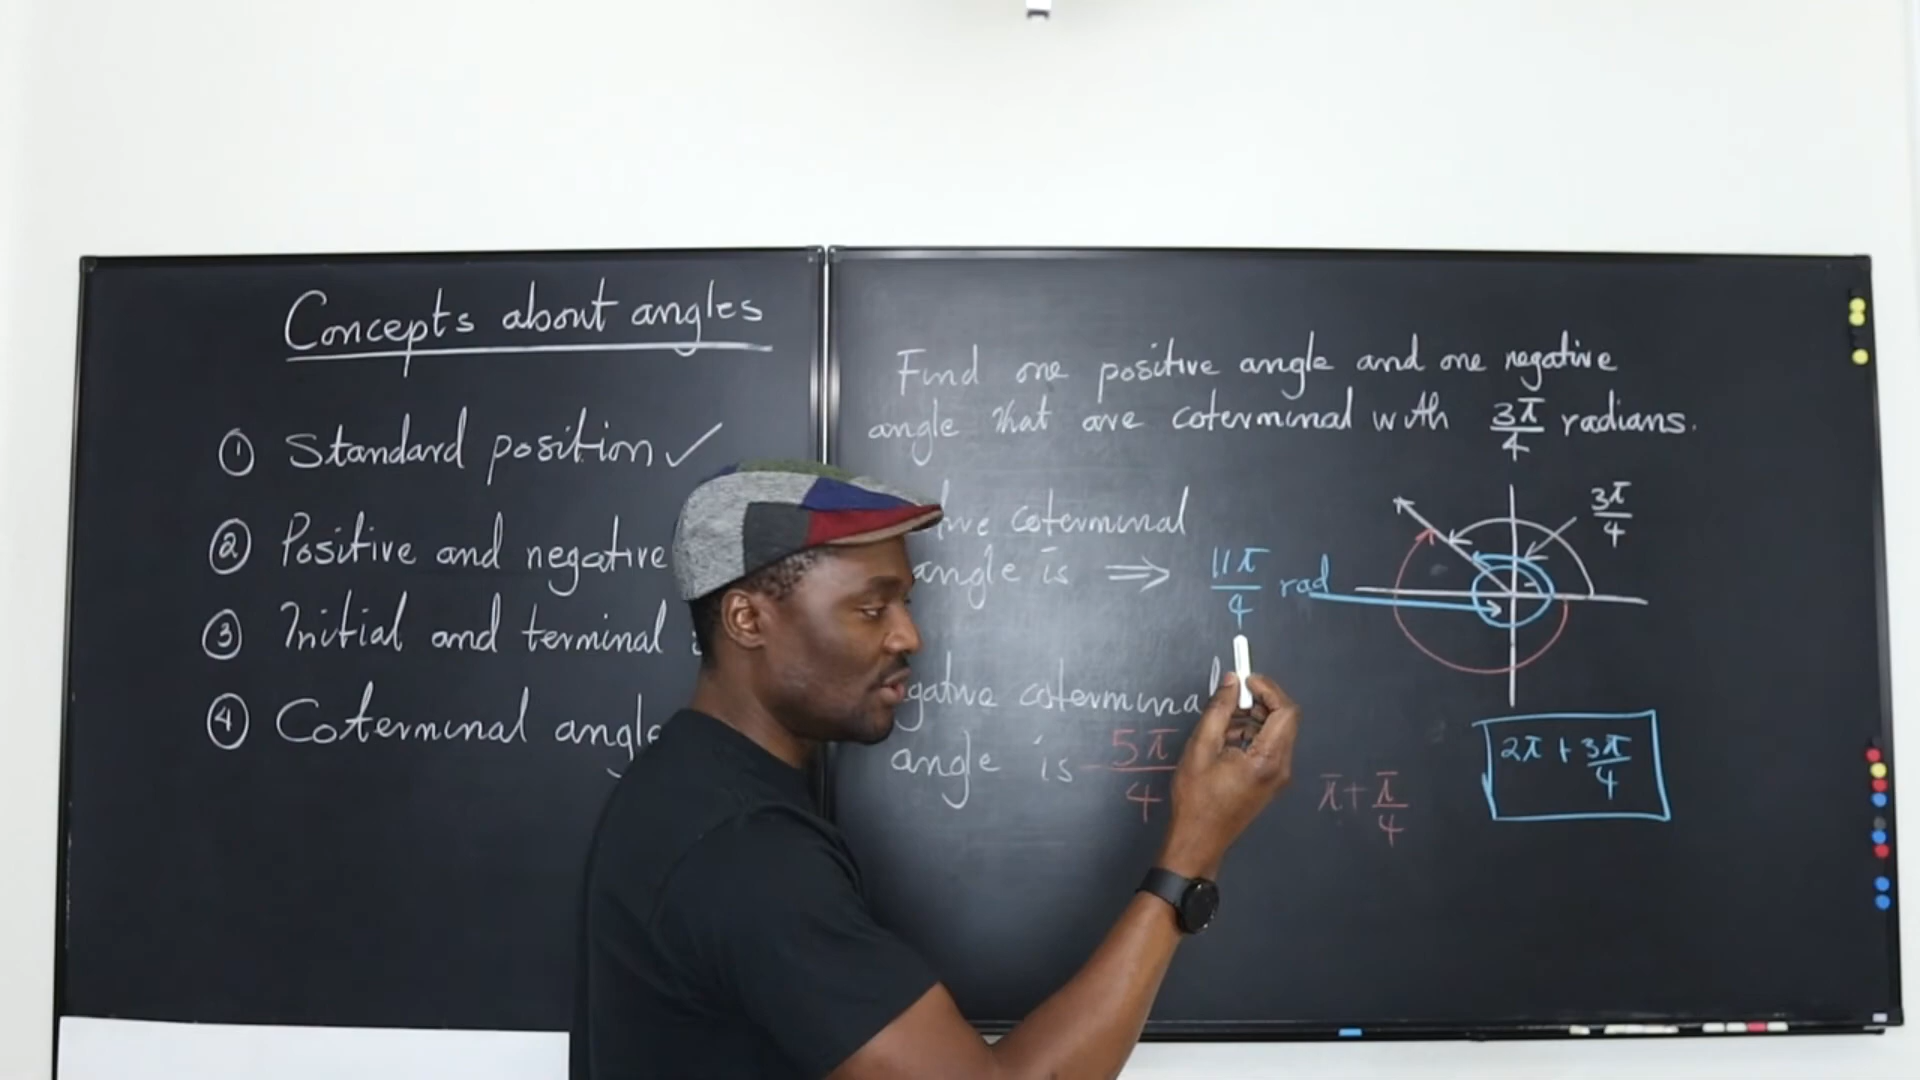 Concepts about angles
① Standard position ✓
② Positive and negative
③ Initial and terminal
④ Coterminal angle
Find one positive angle and one negative
angle that are coterminal with 3π/4 radians.
tive coterminal
angle is ⇒ 11π/4 rad
gative coterminal
angle is -5π/4
π + π/4
3π/4
2π + 3π/4